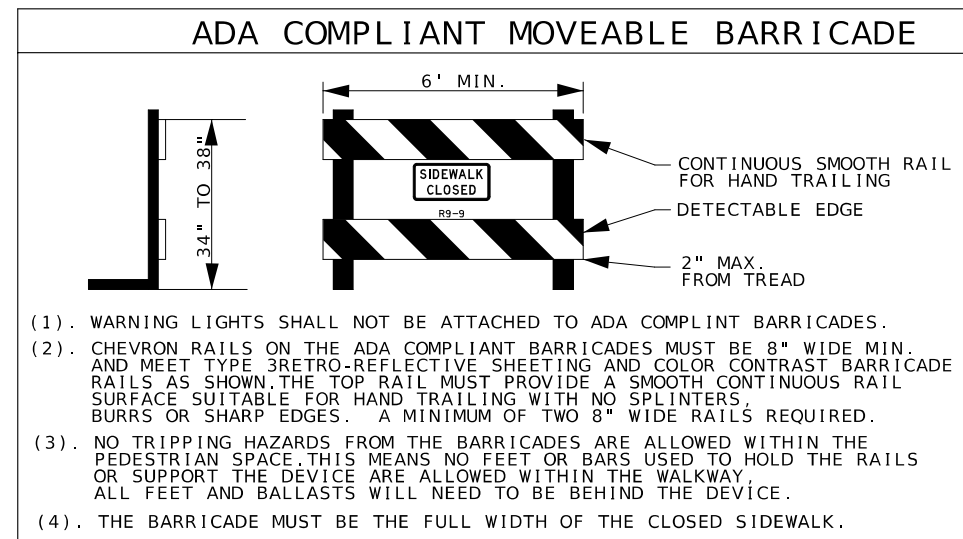 ADA COMPLIANT MOVEABLE BARRICADE
6' MIN.
34" TO 38"
SIDEWALK
CLOSED
R9-9
CONTINUOUS SMOOTH RAIL
FOR HAND TRAILING
DETECTABLE EDGE
2" MAX.
FROM TREAD
(1). WARNING LIGHTS SHALL NOT BE ATTACHED TO ADA COMPLINT BARRICADES.
(2). CHEVRON RAILS ON THE ADA COMPLIANT BARRICADES MUST BE 8" WIDE MIN.
AND MEET TYPE 3RETRO-REFLECTIVE SHEETING AND COLOR CONTRAST BARRICADE
RAILS AS SHOWN.THE TOP RAIL MUST PROVIDE A SMOOTH CONTINUOUS RAIL
SURFACE SUITABLE FOR HAND TRAILING WITH NO SPLINTERS,
BURRS OR SHARP EDGES. A MINIMUM OF TWO 8" WIDE RAILS REQUIRED.
(3). NO TRIPPING HAZARDS FROM THE BARRICADES ARE ALLOWED WITHIN THE
PEDESTRIAN SPACE.THIS MEANS NO FEET OR BARS USED TO HOLD THE RAILS
OR SUPPORT THE DEVICE ARE ALLOWED WITHIN THE WALKWAY,
ALL FEET AND BALLASTS WILL NEED TO BE BEHIND THE DEVICE.
(4). THE BARRICADE MUST BE THE FULL WIDTH OF THE CLOSED SIDEWALK.